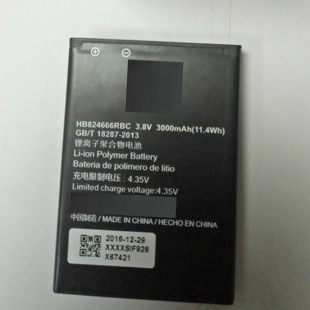 HB824666RBC 3.8V 3000mAh(11.4Wh)
GB/T 18287-2013
锂离子聚合物电池
Li-ion Polymer Battery
Batería de polímero de litio
充电限制电压: 4.35V
Limited charge voltage: 4.35V
中国制造 / MADE IN CHINA / HECHO EN CHINA
2016-12-29
XXXXSIF928
X67421